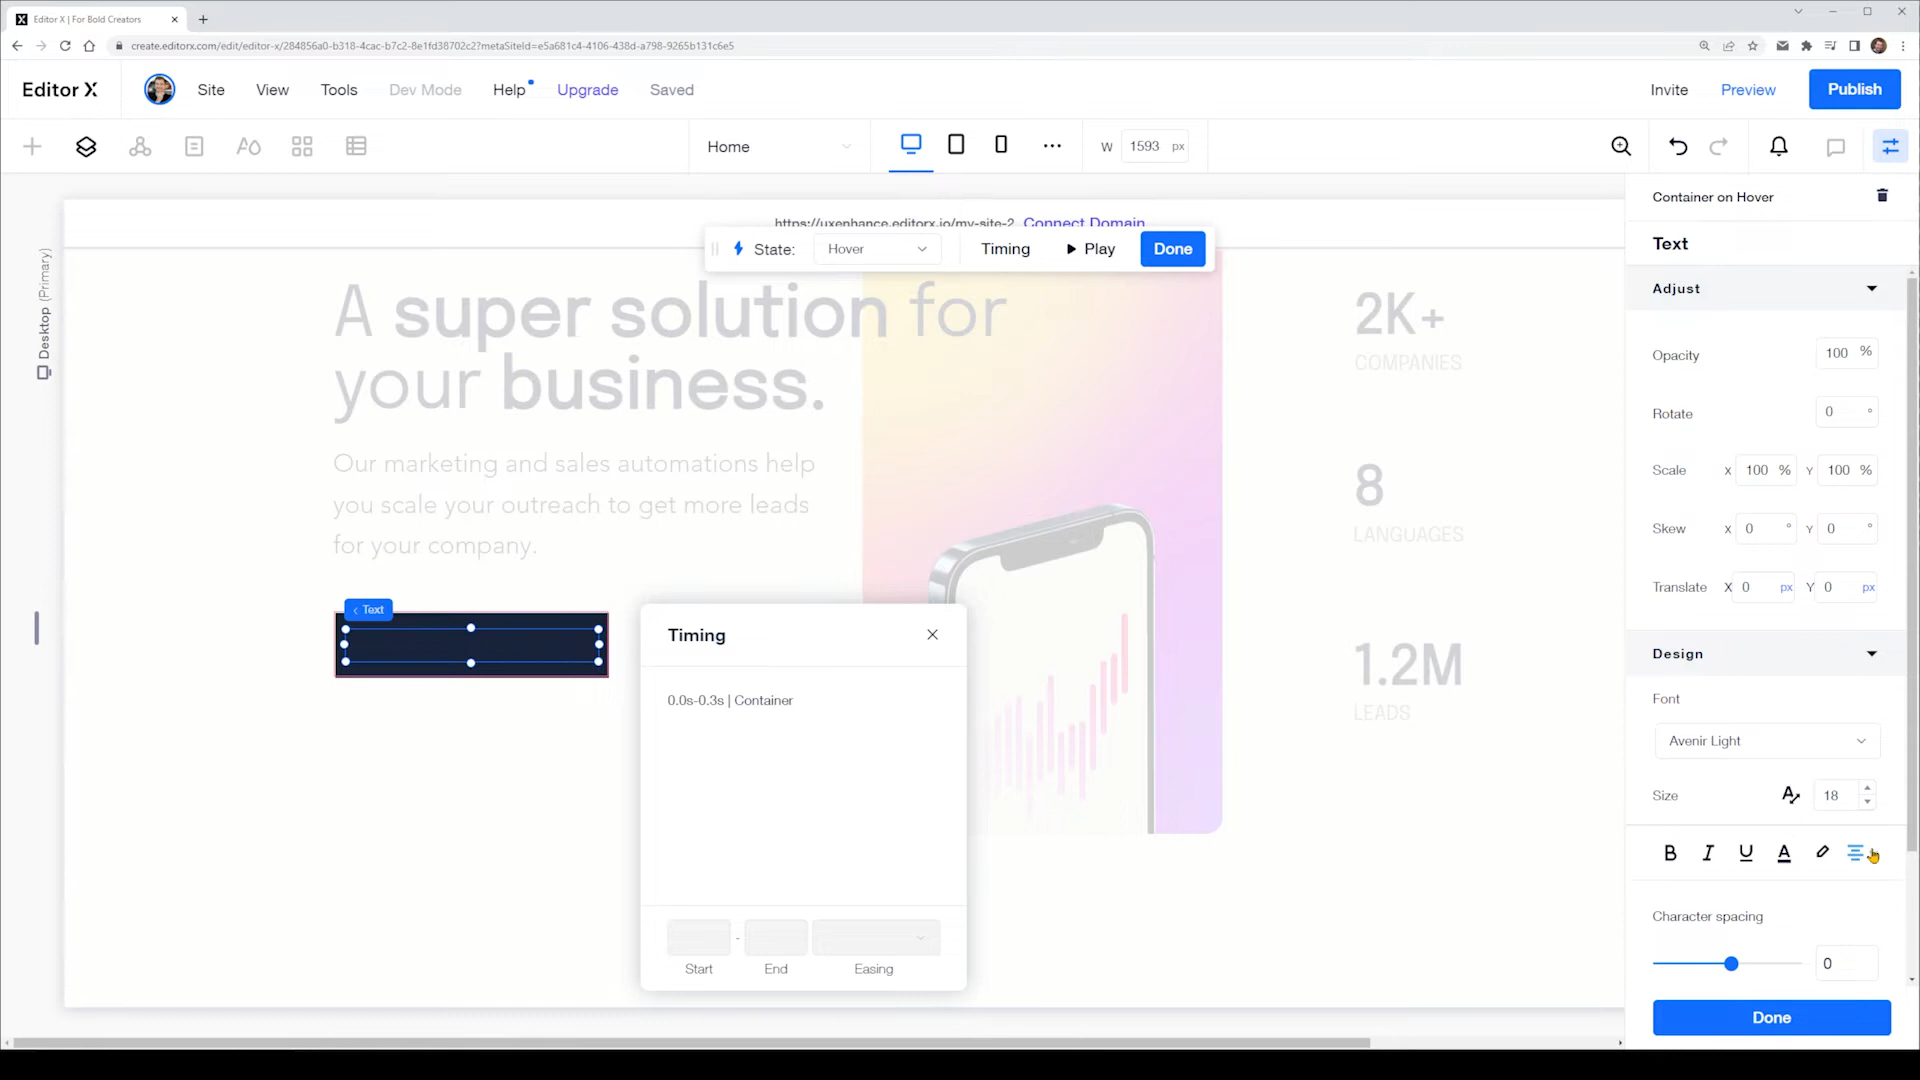 Editor X | For Bold Creators
create.editorx.com/edit/editor-x/284856a0-b318-4cac-b7c2-8e1fd38702c2?metaSiteId=e5a681c4-4106-438d-a798-9265b131c6e5
Editor X
Site
View
Tools
Dev Mode
Help
Upgrade
Saved
Invite
Preview
Publish
Home
W
1593 px
https://uxenhance.editorx.io/my-site-2 Connect Domain
State:
Hover
Timing
Play
Done
Desktop (Primary)
A super solution for
your business.
Our marketing and sales automations help
you scale your outreach to get more leads
for your company.
< Text
2K+
COMPANIES
8
LANGUAGES
1.2M
LEADS
Timing
0.0s-0.3s | Container
-
Start
End
Easing
Container on Hover
Text
Adjust
Opacity
100 %
Rotate
0 °
Scale
X 100 % Y 100 %
Skew
X 0 ° Y 0 °
Translate
X 0 px Y 0 px
Design
Font
Avenir Light
Size
18
B I U A
Character spacing
0
Done